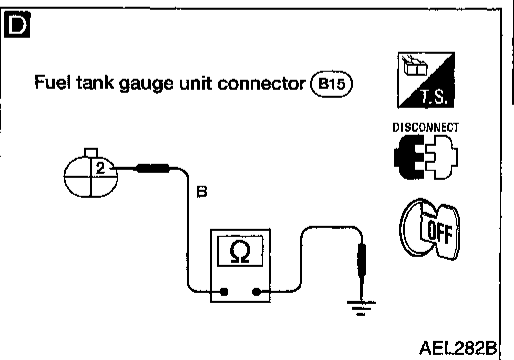 D
Fuel tank gauge unit connector B15
T.S.
DISCONNECT
2
B
Ω
OFF
AEL282B